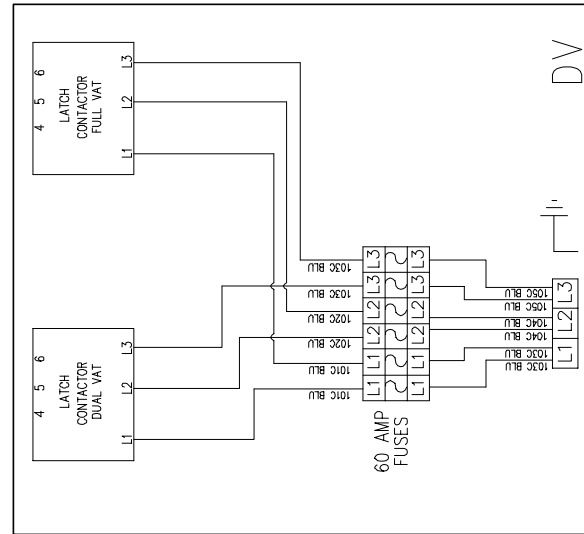 6
5
4
LATCH
CONTACTOR
FULL VAT
L3
L2
L1
6
5
4
LATCH
CONTACTOR
DUAL VAT
L3
L2
L1
103C BLU
103C BLU
102C BLU
102C BLU
101C BLU
101C BLU
L3
L3
L2
L2
L1
L1
L3
L3
L2
L2
L1
L1
60 AMP
FUSES
105C BLU
105C BLU
104C BLU
104C BLU
103C BLU
103C BLU
L3
L2
L1
DV